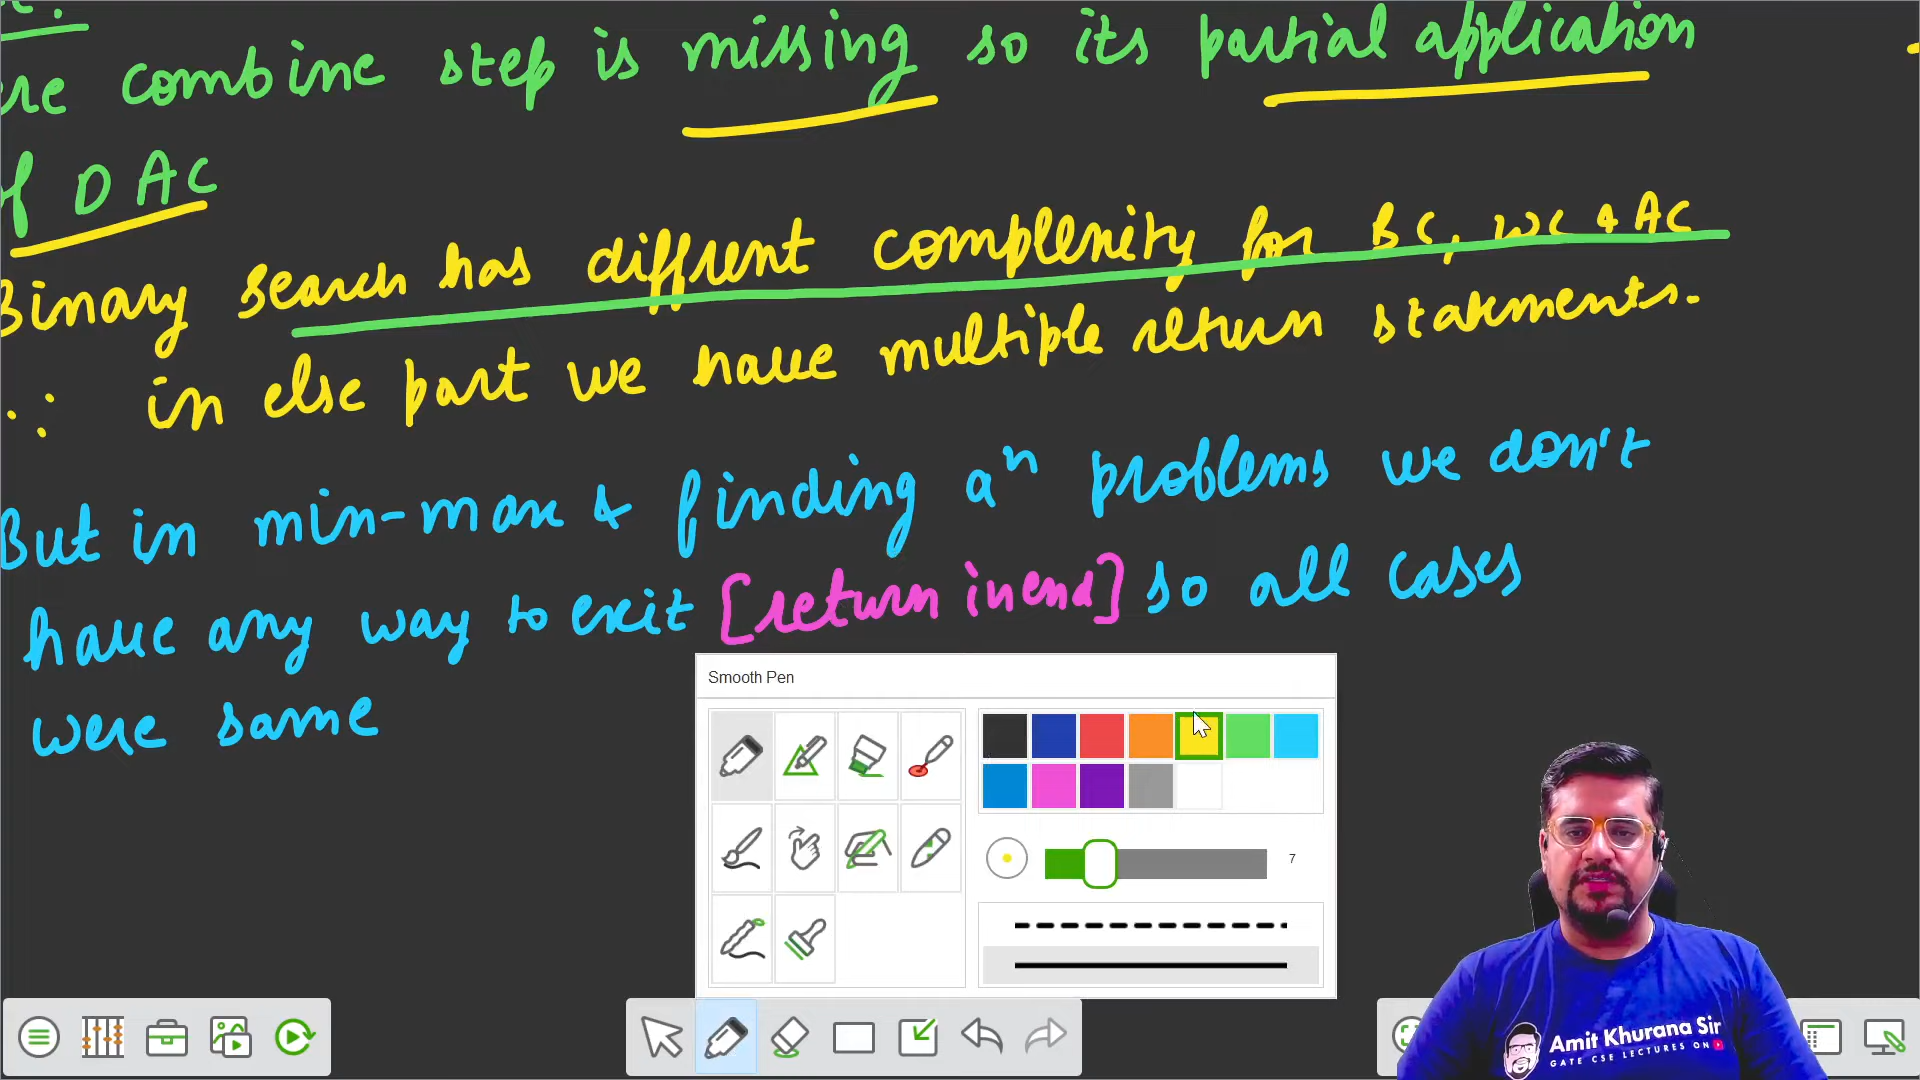 ere combine step is missing so its partial application
of DAC
Binary search has diffrent complexity for BC, WC & AC
∵ in else part we have multiple return statements.
But in min-max & finding aⁿ problems we don't
have any way to exit [return in end] so all cases
were same
Smooth Pen
7
Amit Khurana Sir
GATE CSE LECTURES ON